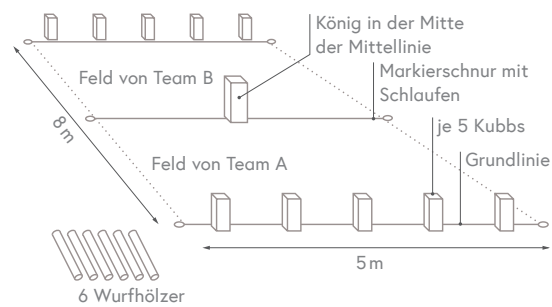 König in der Mitte
der Mittellinie
Feld von Team B
Markierschnur mit
Schlaufen
8 m
je 5 Kubbs
Feld von Team A
Grundlinie
5 m
6 Wurfhölzer